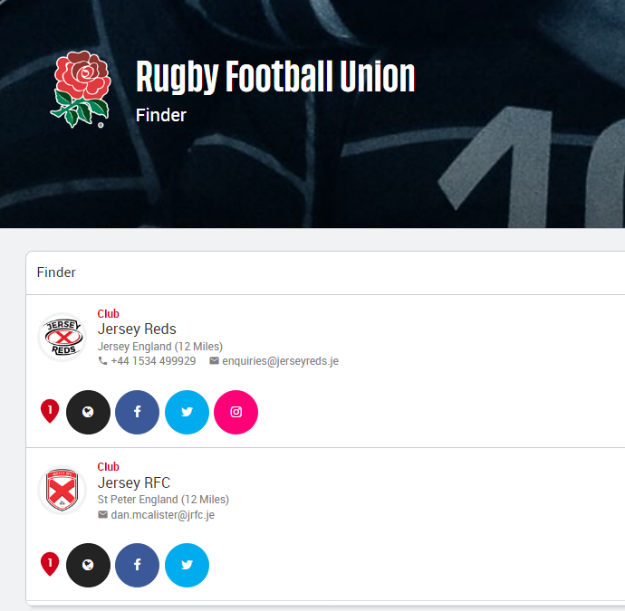 Rugby Football Union
Finder
10
Finder
Club
JERSEY
REDS
Jersey Reds
Jersey England (12 Miles)
+44 1534 499929 enquiries@jerseyreds.je
1
Club
Jersey RFC
St Peter England (12 Miles)
dan.mcalister@jrfc.je
1